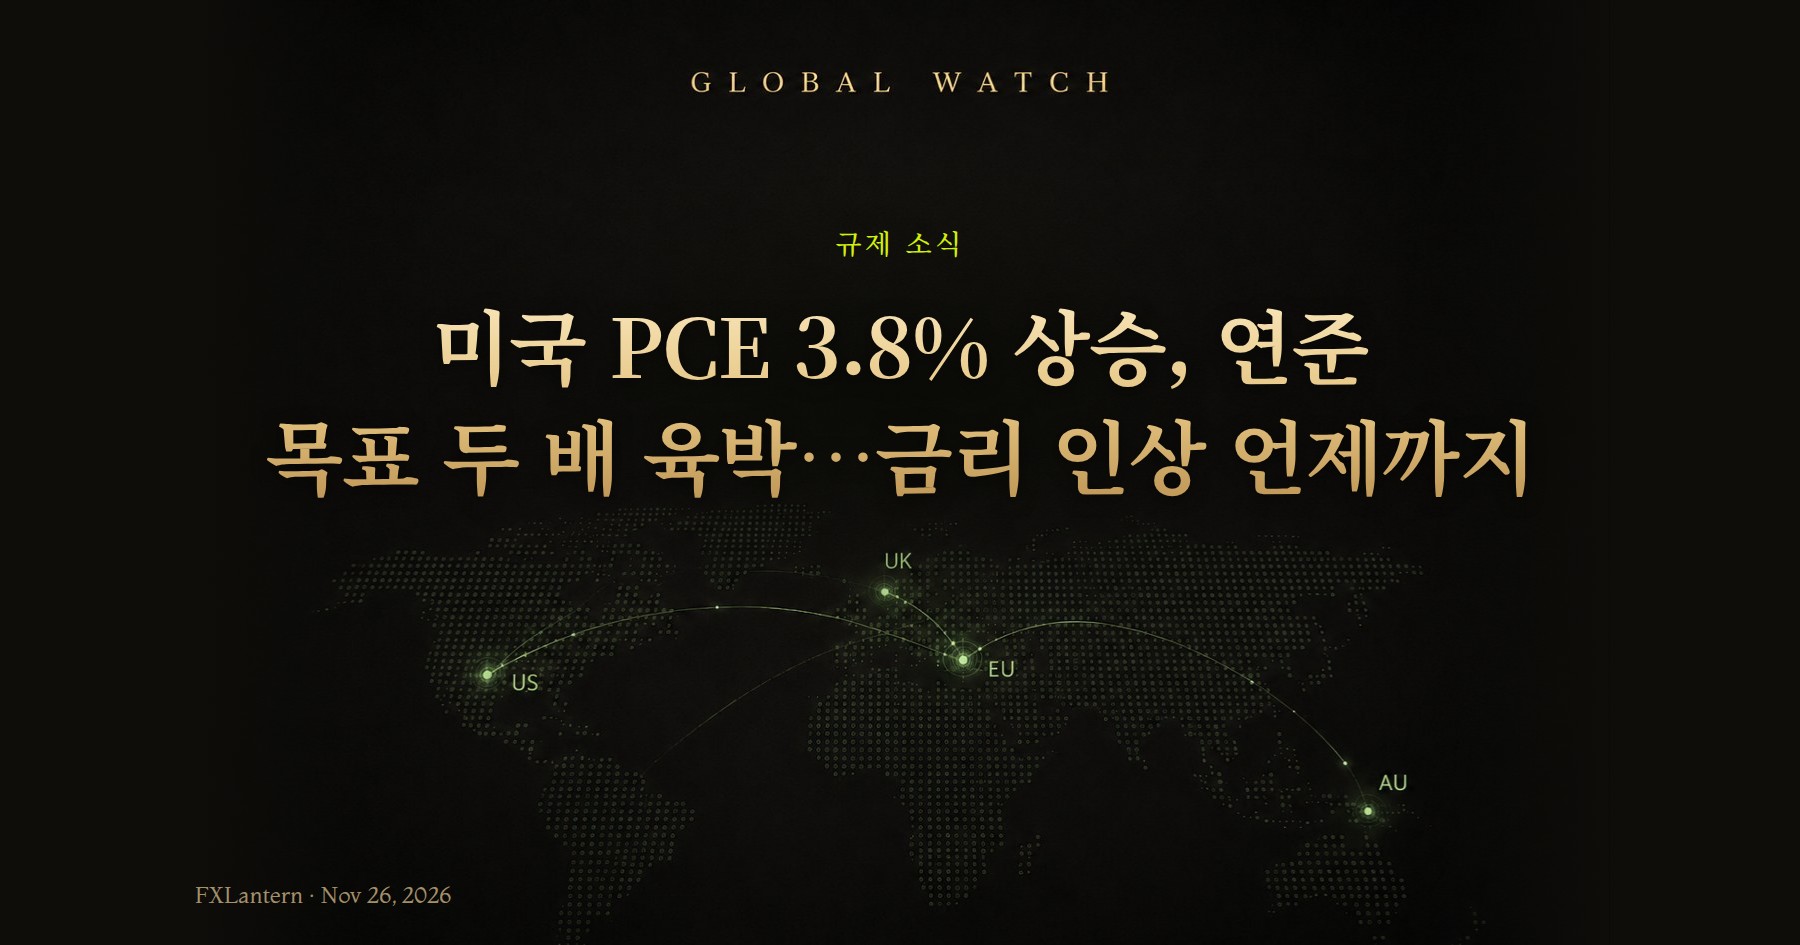 GLOBAL WATCH
규제 소식
미국 PCE 3.8% 상승, 연준
목표 두 배 육박…금리 인상 언제까지
UK
US
EU
AU
FXLantern · Nov 26, 2026